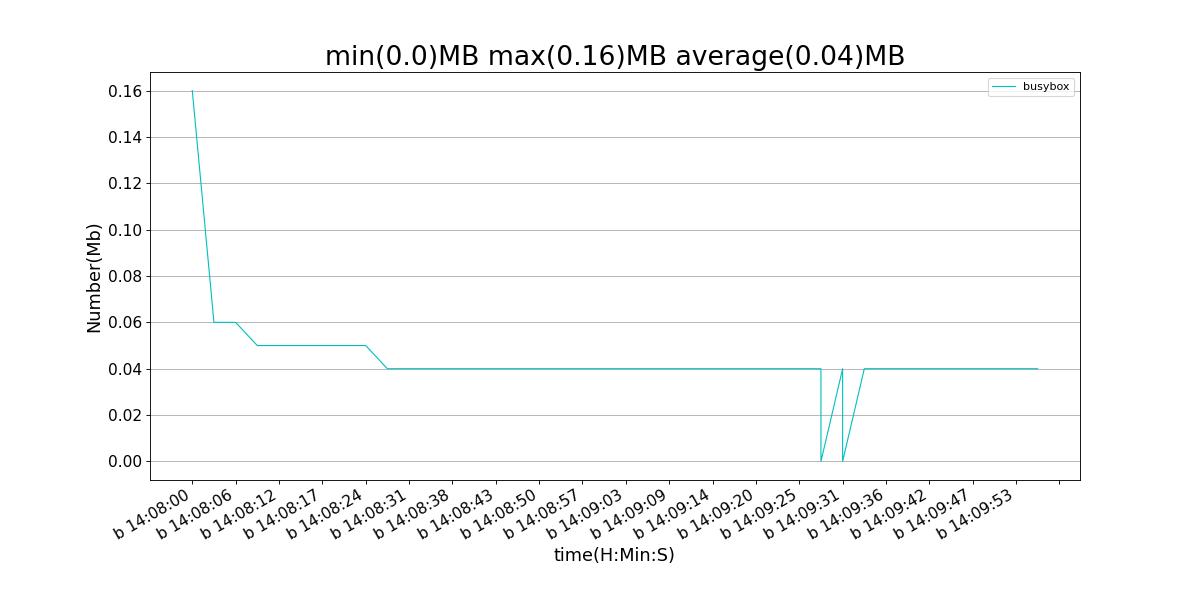 min(0.0)MB max(0.16)MB average(0.04)MB
busybox
0.16
0.14
0.12
0.10
0.08
0.06
0.04
0.02
0.00
Number(Mb)
b 14:08:00
b 14:08:06
b 14:08:12
b 14:08:17
b 14:08:24
b 14:08:31
b 14:08:38
b 14:08:43
b 14:08:50
b 14:08:57
b 14:09:03
b 14:09:09
b 14:09:14
b 14:09:20
b 14:09:25
b 14:09:31
b 14:09:36
b 14:09:42
b 14:09:47
b 14:09:53
time(H:Min:S)